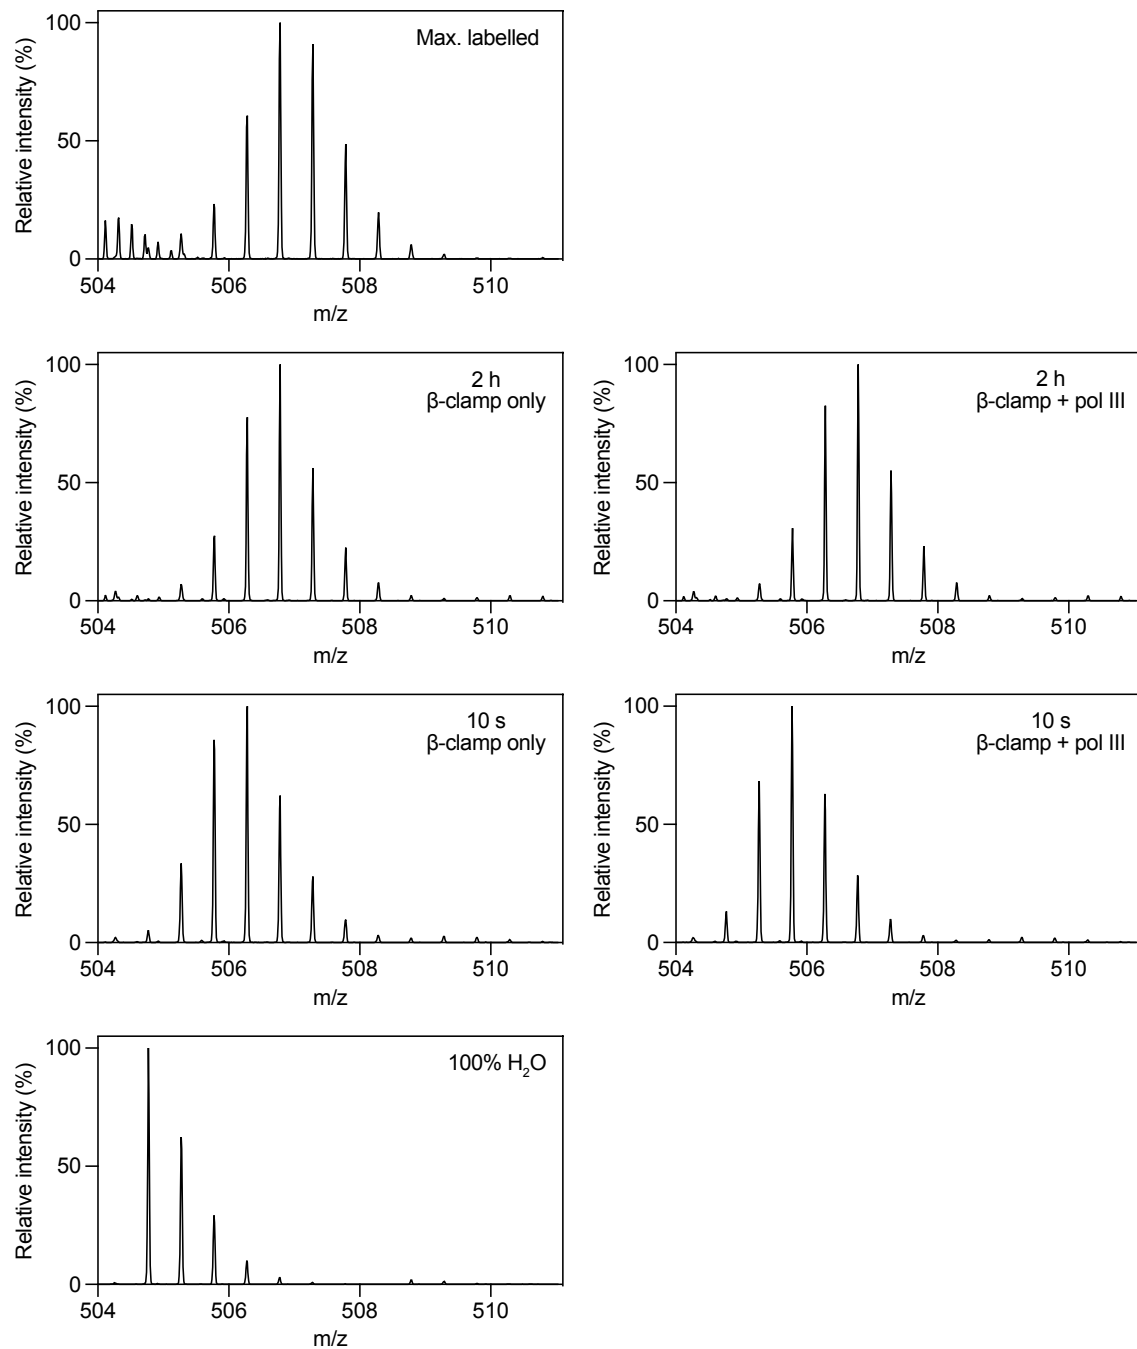 Max. labelled
Relative intensity (%)
100
50
0
504 506 508 510
m/z
2 h
β-clamp only
Relative intensity (%)
100
50
0
504 506 508 510
m/z
2 h
β-clamp + pol III
Relative intensity (%)
100
50
0
504 506 508 510
m/z
10 s
β-clamp only
Relative intensity (%)
100
50
0
504 506 508 510
m/z
10 s
β-clamp + pol III
Relative intensity (%)
100
50
0
504 506 508 510
m/z
100% H₂O
Relative intensity (%)
100
50
0
504 506 508 510
m/z